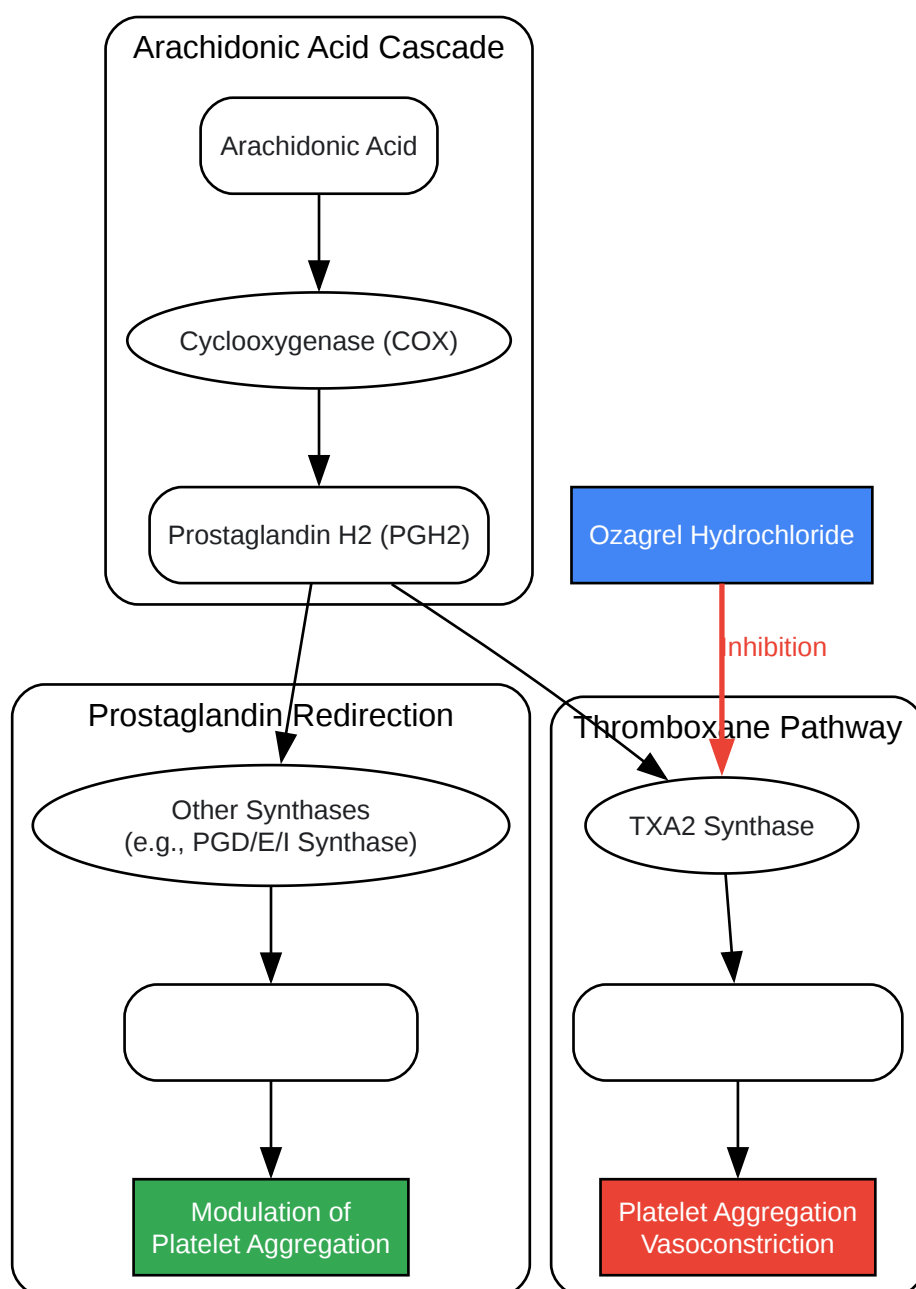 Arachidonic Acid Cascade
Arachidonic Acid
Cyclooxygenase (COX)
Prostaglandin H2 (PGH2)
Ozagrel Hydrochloride
Inhibition
Prostaglandin Redirection
Thromboxane Pathway
Other Synthases
(e.g., PGD/E/I Synthase)
TXA2 Synthase
Modulation of
Platelet Aggregation
Platelet Aggregation
Vasoconstriction